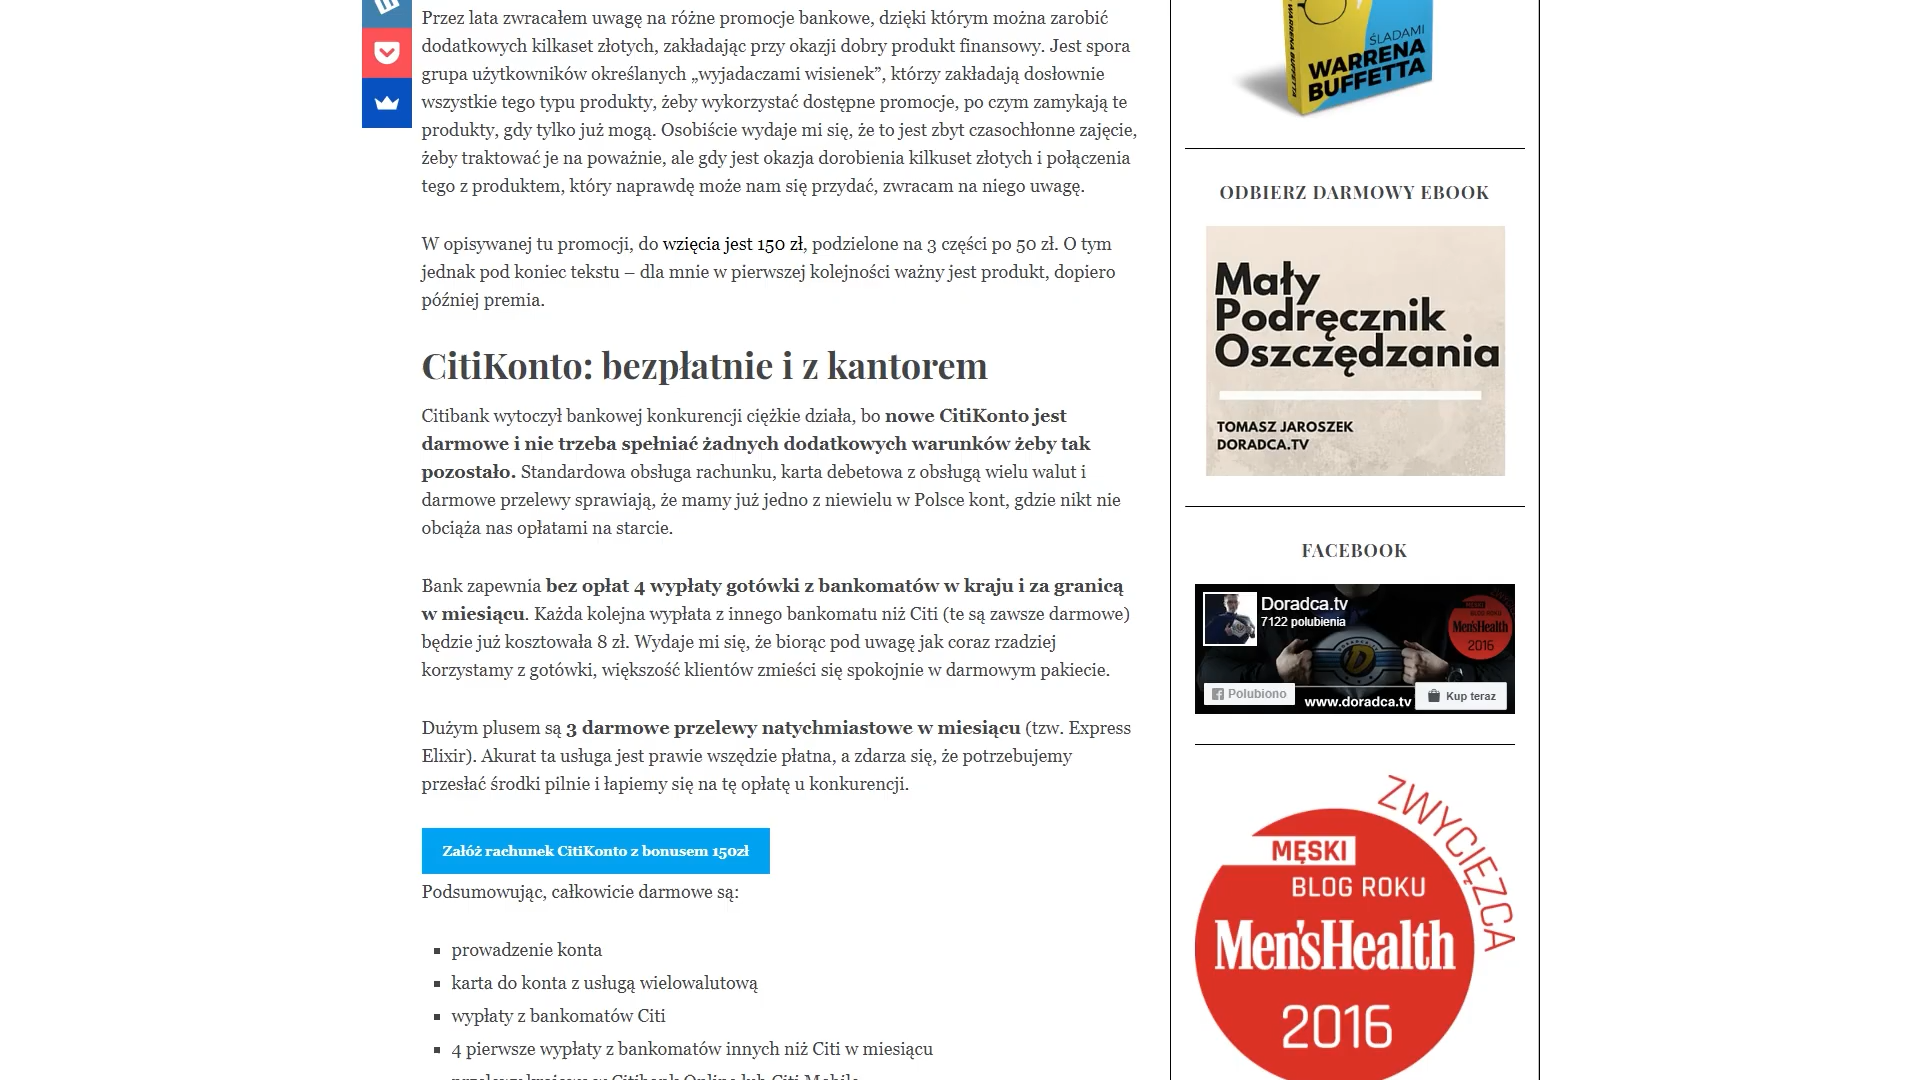 Przez lata zwracałem uwagę na różne promocje bankowe, dzięki którym można zarobić
dodatkowych kilkaset złotych, zakładając przy okazji dobry produkt finansowy. Jest spora
grupa użytkowników określanych „wyjadaczami wisienek”, którzy zakładają dosłownie
wszystkie tego typu produkty, żeby wykorzystać dostępne promocje, po czym zamykają te
produkty, gdy tylko już mogą. Osobiście wydaje mi się, że to jest zbyt czasochłonne zajęcie,
żeby traktować je na poważnie, ale gdy jest okazja dorobienia kilkuset złotych i połączenia
tego z produktem, który naprawdę może nam się przydać, zwracam na niego uwagę.
W opisywanej tu promocji, do wzięcia jest 150 zł, podzielone na 3 części po 50 zł. O tym
jednak pod koniec tekstu – dla mnie w pierwszej kolejności ważny jest produkt, dopiero
później premia.
CitiKonto: bezpłatnie i z kantorem
Citibank wytoczył bankowej konkurencji ciężkie działa, bo nowe CitiKonto jest
darmowe i nie trzeba spełniać żadnych dodatkowych warunków żeby tak
pozostało. Standardowa obsługa rachunku, karta debetowa z obsługą wielu walut i
darmowe przelewy sprawiają, że mamy już jedno z niewielu w Polsce kont, gdzie nikt nie
obciąża nas opłatami na starcie.
Bank zapewnia bez opłat 4 wypłaty gotówki z bankomatów w kraju i za granicą
w miesiącu. Każda kolejna wypłata z innego bankomatu niż Citi (te są zawsze darmowe)
będzie już kosztowała 8 zł. Wydaje mi się, że biorąc pod uwagę jak coraz rzadziej
korzystamy z gotówki, większość klientów zmieści się spokojnie w darmowym pakiecie.
Dużym plusem są 3 darmowe przelewy natychmiastowe w miesiącu (tzw. Express
Elixir). Akurat ta usługa jest prawie wszędzie płatna, a zdarza się, że potrzebujemy
przesłać środki pilnie i łapiemy się na tę opłatę u konkurencji.
Załóż rachunek CitiKonto z bonusem 150zł
Podsumowując, całkowicie darmowe są:
prowadzenie konta
karta do konta z usługą wielowalutową
wypłaty z bankomatów Citi
4 pierwsze wypłaty z bankomatów innych niż Citi w miesiącu
przelewy krajowe w Citibank Online lub Citi Mobile
WARRENA BUFFETTA
ŚLADAMI
WARRENA
BUFFETTA
ODBIERZ DARMOWY EBOOK
Mały
Podręcznik
Oszczędzania
TOMASZ JAROSZEK
DORADCA.TV
FACEBOOK
Doradca.tv
7122 polubienia
Men'sHealth
2016
Polubiono
www.doradca.tv
Kup teraz
ZWYCIĘZCA
MĘSKI
BLOG ROKU
Men'sHealth
2016